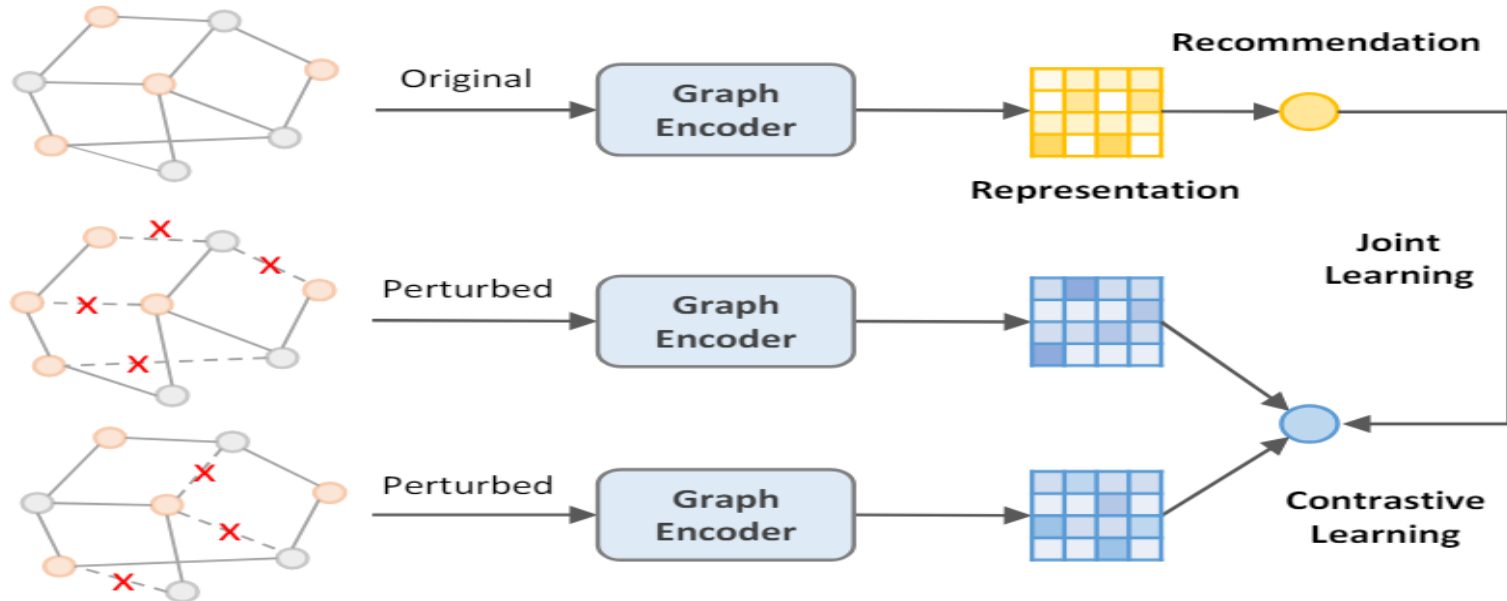 Recommendation
Original
Graph
Encoder
Representation
Joint
Learning
Perturbed
Graph
Encoder
Perturbed
Graph
Encoder
Contrastive
Learning